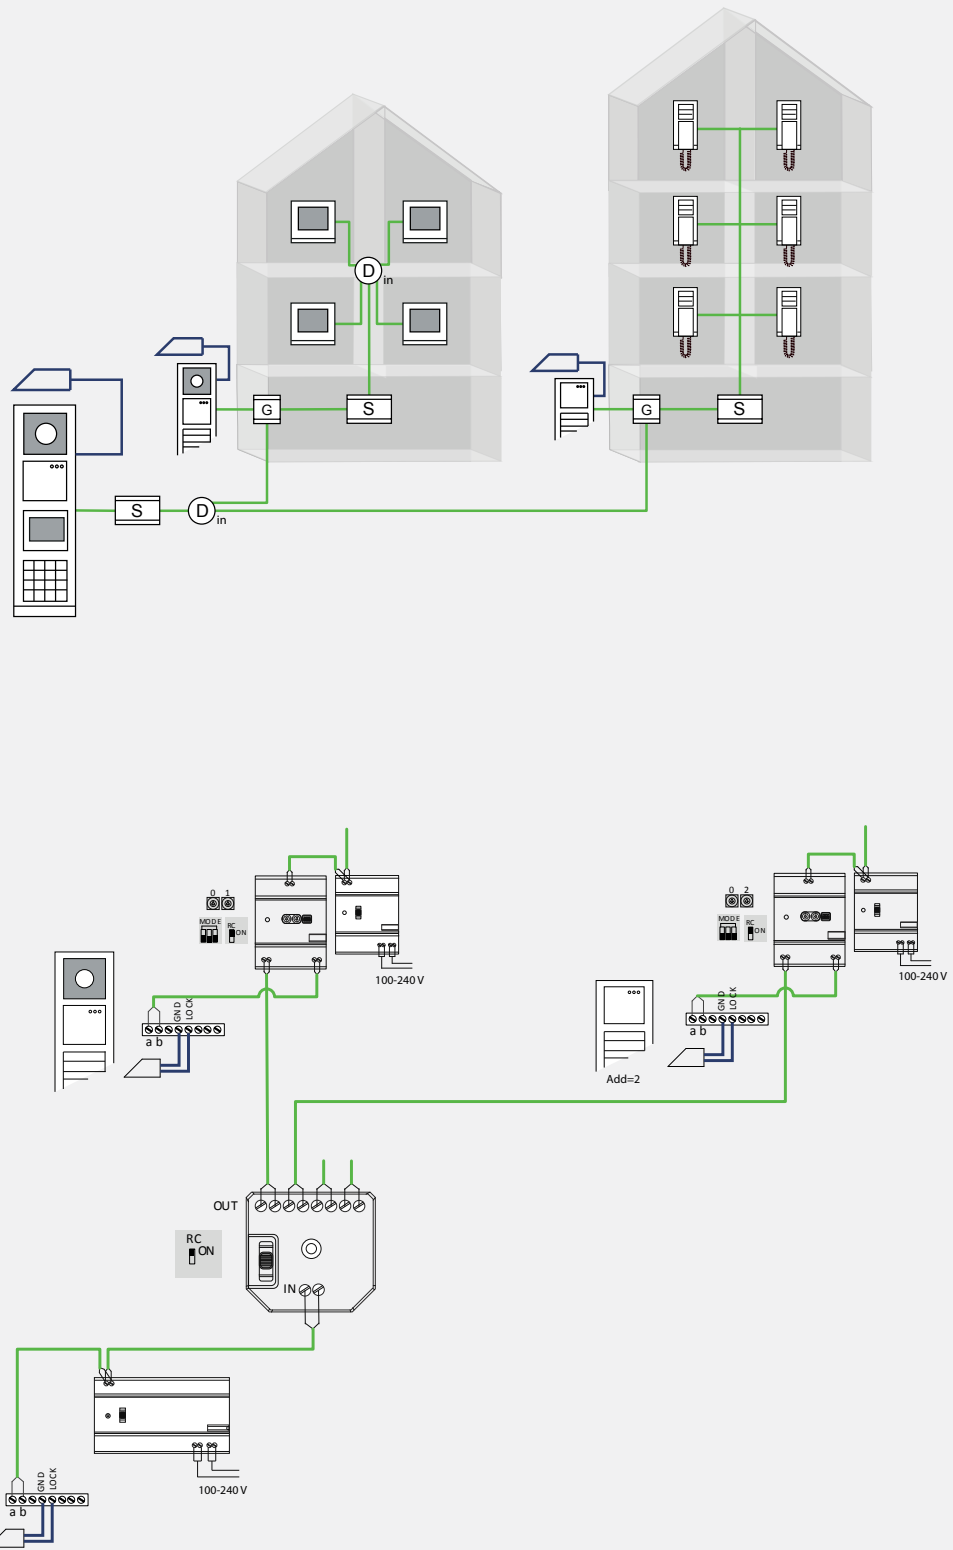 D
in
G
S
G
S
S
D
in
0 1
MODE
RC
ON
100-240 V
GND
LOCK
a b
0 2
MODE
RC
ON
100-240 V
GND
LOCK
a b
Add=2
OUT
RC
ON
IN
100-240 V
GND
LOCK
a b